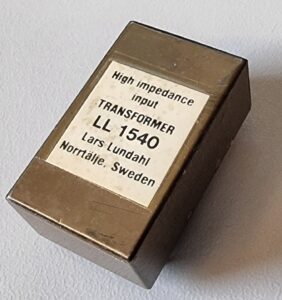 High impedance
input
TRANSFORMER
LL 1540
Lars Lundahl
Norrtälje, Sweden